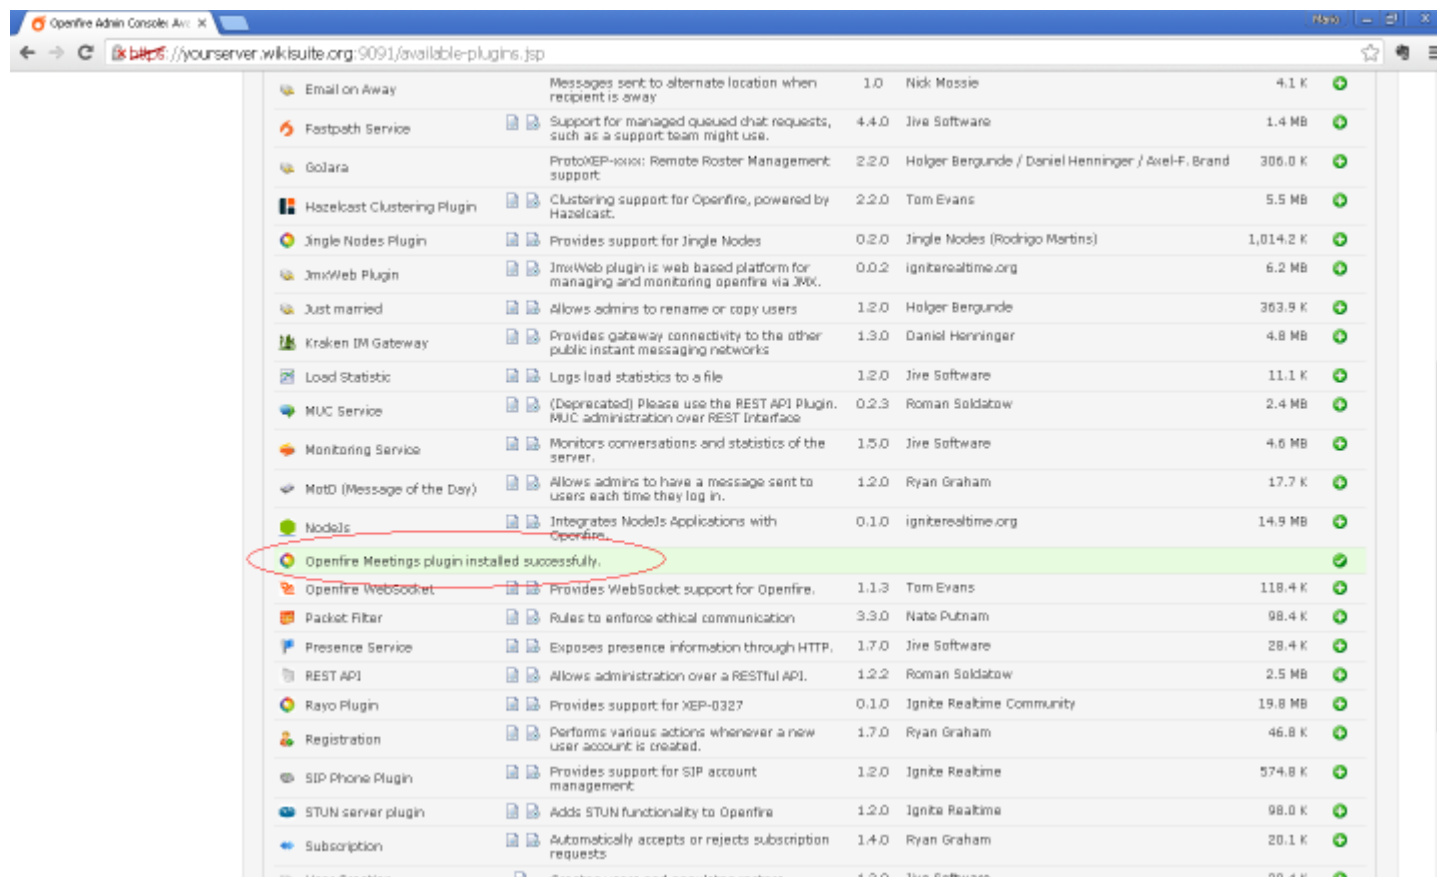 Openfire Admin Console: Ava
Mario
https://yourserver.wikisuite.org:9091/available-plugins.jsp
Email on Away Messages sent to alternate location when 1.0 Nick Mossie 4.1 K
recipient is away
Fastpath Service Support for managed queued chat requests, 4.4.0 Jive Software 1.4 MB
such as a support team might use.
GoJara ProtoXEP-xxxx: Remote Roster Management 2.2.0 Holger Bergunde / Daniel Henninger / Axel-F. Brand 306.0 K
support
Hazelcast Clustering Plugin Clustering support for Openfire, powered by 2.2.0 Tom Evans 5.5 MB
Hazelcast.
Jingle Nodes Plugin Provides support for Jingle Nodes 0.2.0 Jingle Nodes (Rodrigo Martins) 1,014.2 K
JmxWeb Plugin JmxWeb plugin is web based platform for 0.0.2 igniterealtime.org 6.2 MB
managing and monitoring openfire via JMX.
Just married Allows admins to rename or copy users 1.2.0 Holger Bergunde 363.9 K
Kraken IM Gateway Provides gateway connectivity to the other 1.3.0 Daniel Henninger 4.8 MB
public instant messaging networks
Load Statistic Logs load statistics to a file 1.2.0 Jive Software 11.1 K
MUC Service (Deprecated) Please use the REST API Plugin. 0.2.3 Roman Soldatow 2.4 MB
MUC administration over REST Interface
Monitoring Service Monitors conversations and statistics of the 1.5.0 Jive Software 4.6 MB
server.
MotD (Message of the Day) Allows admins to have a message sent to 1.2.0 Ryan Graham 17.7 K
users each time they log in.
NodeJs Integrates NodeJs Applications with 0.1.0 igniterealtime.org 14.9 MB
Openfire.
Openfire Meetings plugin installed successfully.
Openfire WebSocket Provides WebSocket support for Openfire. 1.1.3 Tom Evans 118.4 K
Packet Filter Rules to enforce ethical communication 3.3.0 Nate Putnam 98.4 K
Presence Service Exposes presence information through HTTP. 1.7.0 Jive Software 28.4 K
REST API Allows administration over a RESTful API. 1.2.2 Roman Soldatow 2.5 MB
Rayo Plugin Provides support for XEP-0327 0.1.0 Ignite Realtime Community 19.8 MB
Registration Performs various actions whenever a new 1.7.0 Ryan Graham 46.8 K
user account is created.
SIP Phone Plugin Provides support for SIP account 1.2.0 Ignite Realtime 574.8 K
management
STUN server plugin Adds STUN functionality to Openfire 1.2.0 Ignite Realtime 98.0 K
Subscription Automatically accepts or rejects subscription 1.4.0 Ryan Graham 20.1 K
requests